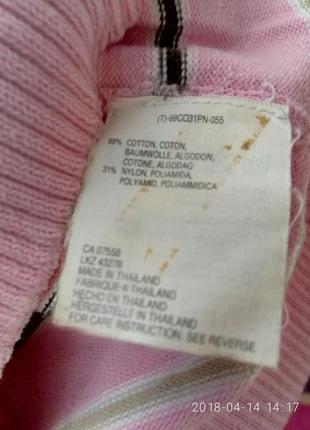 (T)-69CO31PN-055
69% COTTON, COTON,
BAUMWOLLE, ALGODON,
COTONE, ALGODAO
31% NYLON, POLIAMIDA,
POLYAMID, POLIAMMIDICA
CA 07558
LKZ 43278
MADE IN THAILAND
FABRIQUE A THAILAND
HECHO EN THAILAND
HERGESTELLT IN THAILAND
FOR CARE INSTRUCTION. SEE REVERSE
2018-04-14 14:17